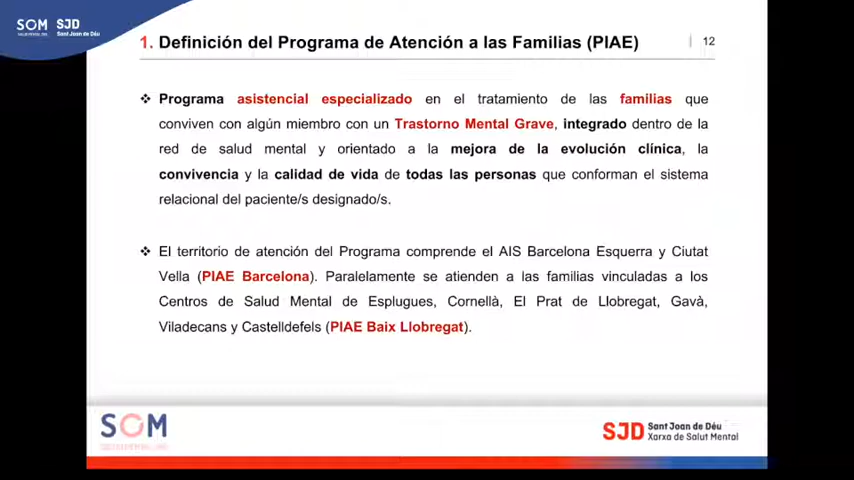 SOM
SJD
Sant Joan de Déu
1. Definición del Programa de Atención a las Familias (PIAE)
12
❖ Programa asistencial especializado en el tratamiento de las familias que
conviven con algún miembro con un Trastorno Mental Grave, integrado dentro de la
red de salud mental y orientado a la mejora de la evolución clínica, la
convivencia y la calidad de vida de todas las personas que conforman el sistema
relacional del paciente/s designado/s.
❖ El territorio de atención del Programa comprende el AIS Barcelona Esquerra y Ciutat
Vella (PIAE Barcelona). Paralelamente se atienden a las familias vinculadas a los
Centros de Salud Mental de Esplugues, Cornellà, El Prat de Llobregat, Gavà,
Viladecans y Castelldefels (PIAE Baix Llobregat).
SOM
SJD
Sant Joan de Déu
Xarxa de Salut Mental